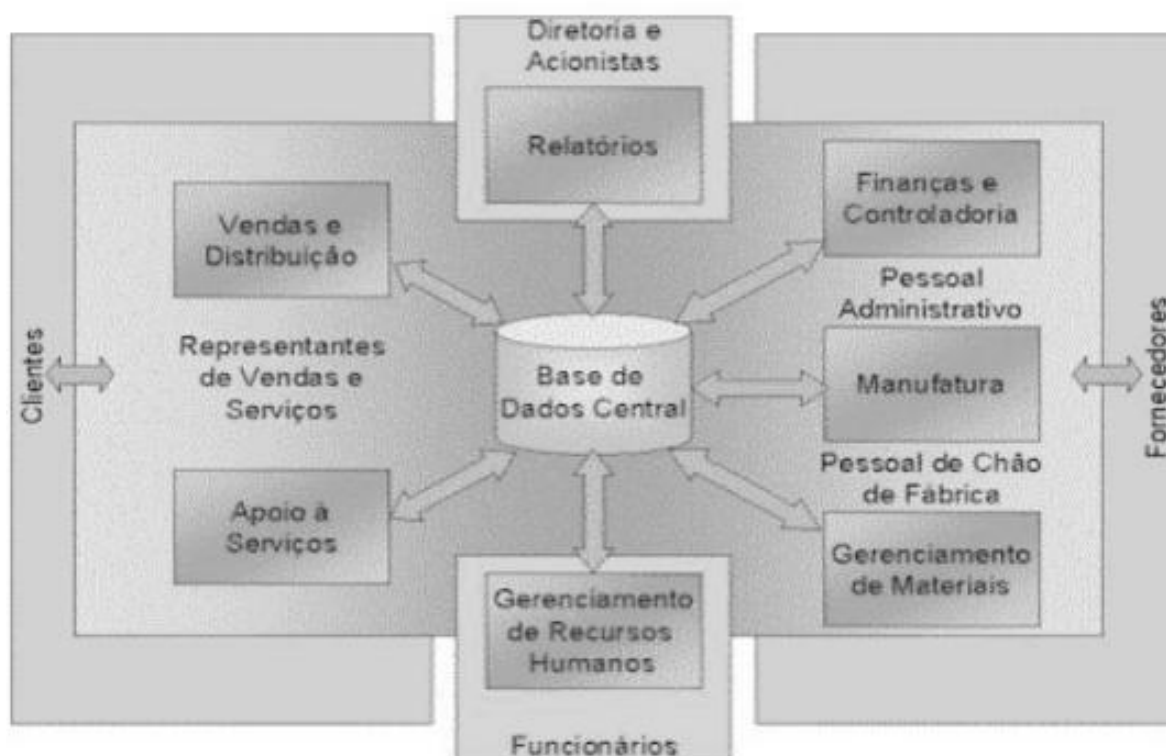 Diretoria e
Acionistas
Relatórios
Vendas e
Distribuição
Finanças e
Controladoria
Pessoal
Administrativo
Clientes
Representantes
de Vendas e
Serviços
Base de
Dados Central
Manufatura
Fornecedores
Pessoal de Chão
de Fábrica
Apoio à
Serviços
Gerenciamento
de Recursos
Humanos
Gerenciamento
de Materiais
Funcionários